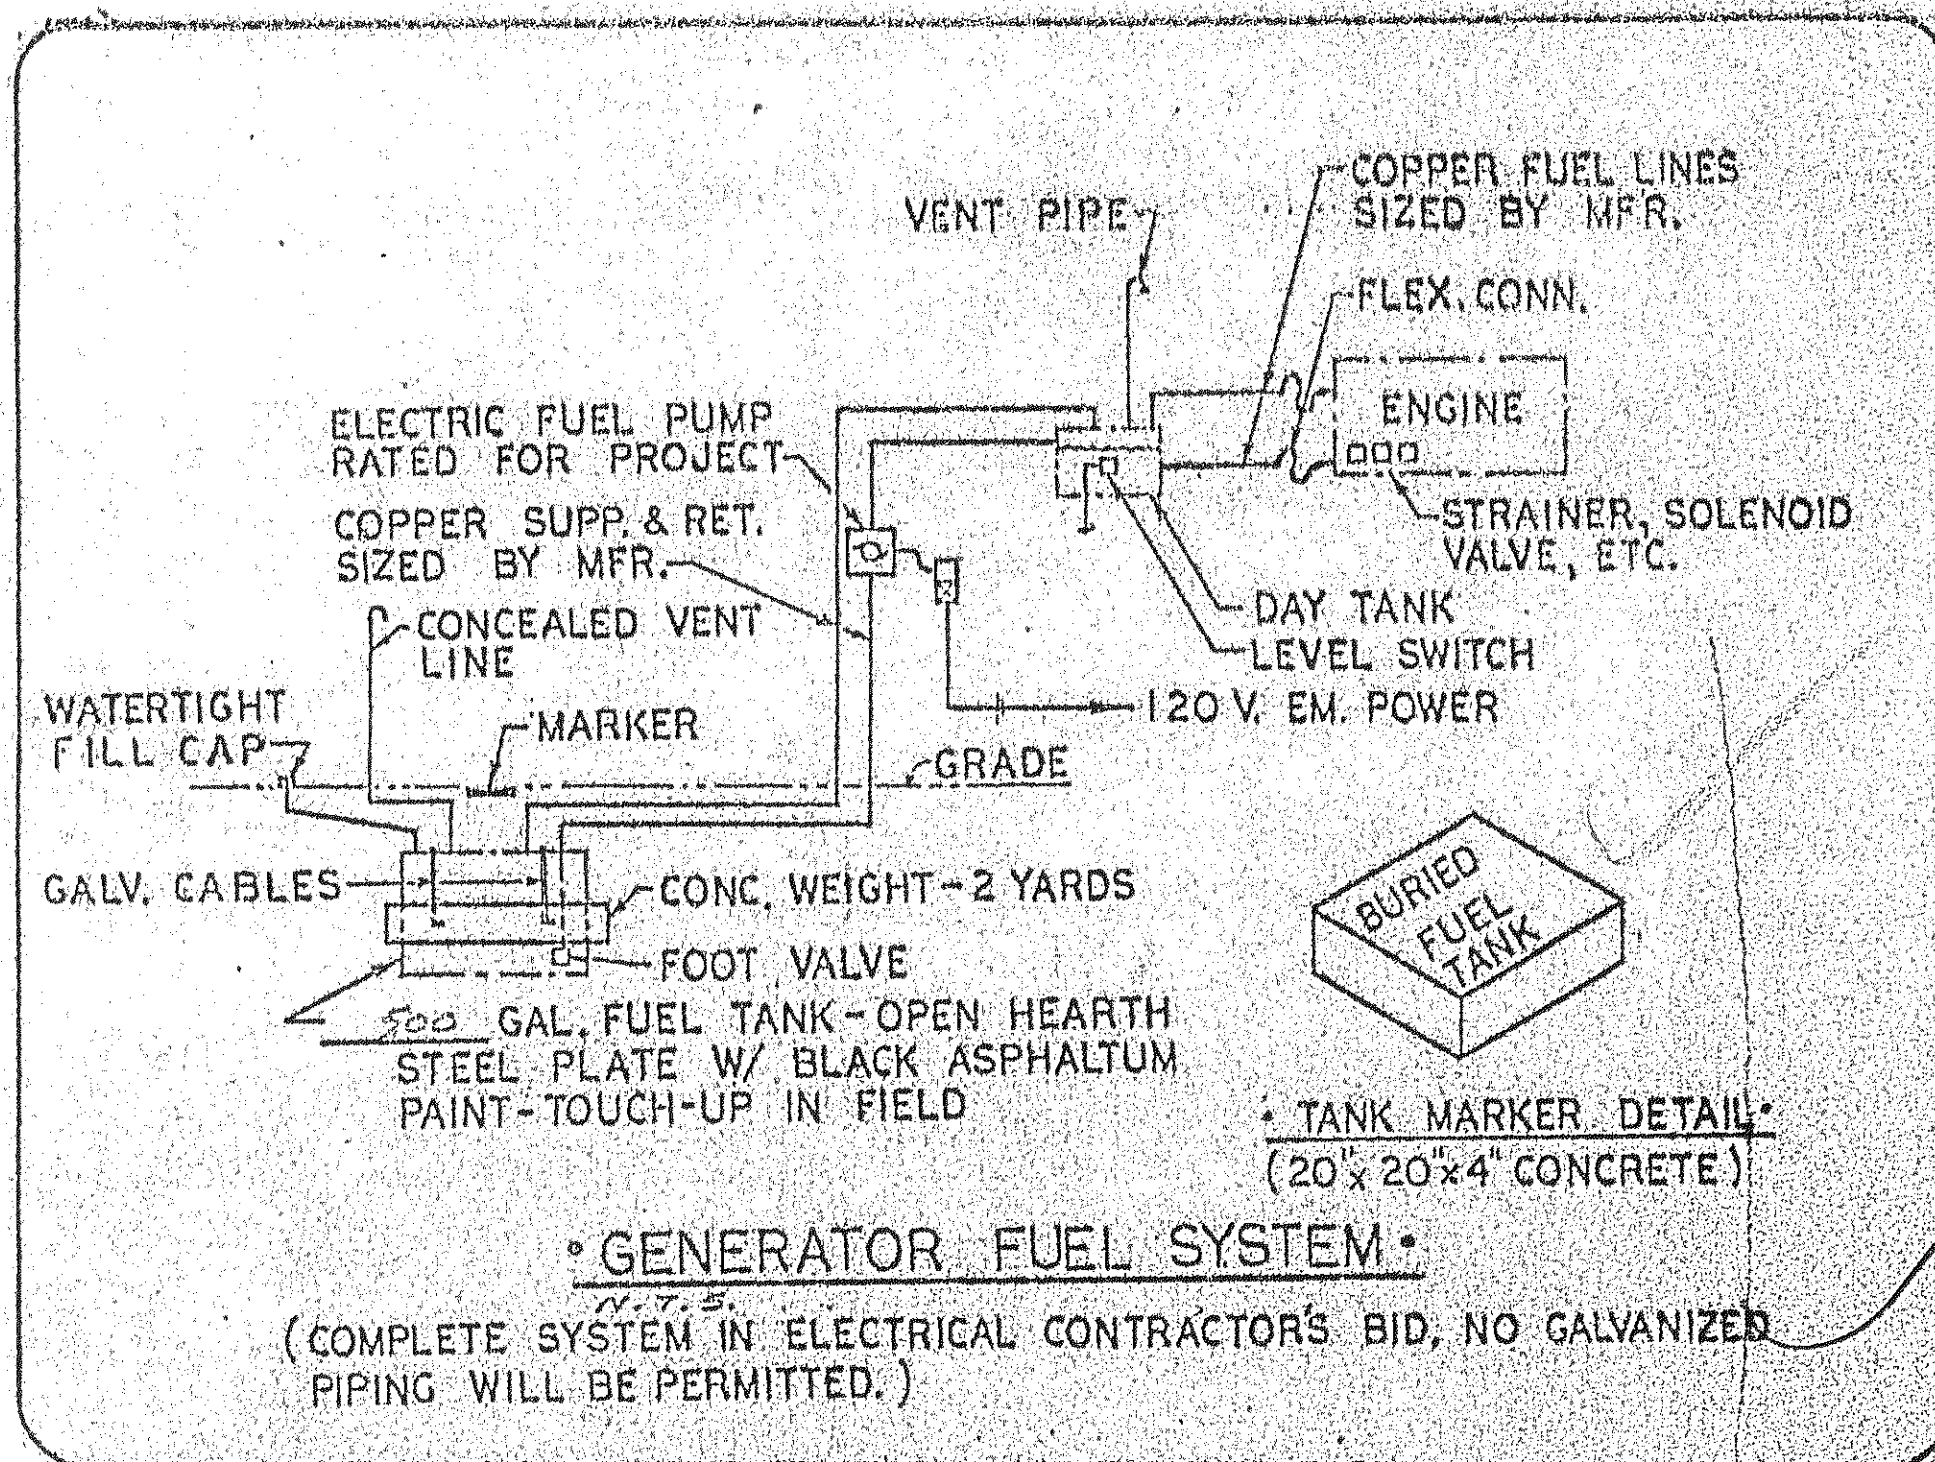 COPPER FUEL LINES
SIZED BY MFR.
VENT PIPE
FLEX. CONN.
ENGINE
ELECTRIC FUEL PUMP
RATED FOR PROJECT
COPPER SUPP. & RET.
SIZED BY MFR.
STRAINER, SOLENOID
VALVE, ETC.
DAY TANK
LEVEL SWITCH
CONCEALED VENT
LINE
120 V. EM. POWER
WATERTIGHT
FILL CAP
MARKER
GRADE
GALV. CABLES
CONC. WEIGHT - 2 YARDS
FOOT VALVE
500 GAL. FUEL TANK - OPEN HEARTH
STEEL PLATE W/ BLACK ASPHALTUM
PAINT - TOUCH-UP IN FIELD
BURIED
FUEL
TANK
• TANK MARKER DETAIL •
(20" x 20" x 4" CONCRETE)
• GENERATOR FUEL SYSTEM •
N.T.S.
(COMPLETE SYSTEM IN ELECTRICAL CONTRACTOR'S BID. NO GALVANIZED
PIPING WILL BE PERMITTED.)